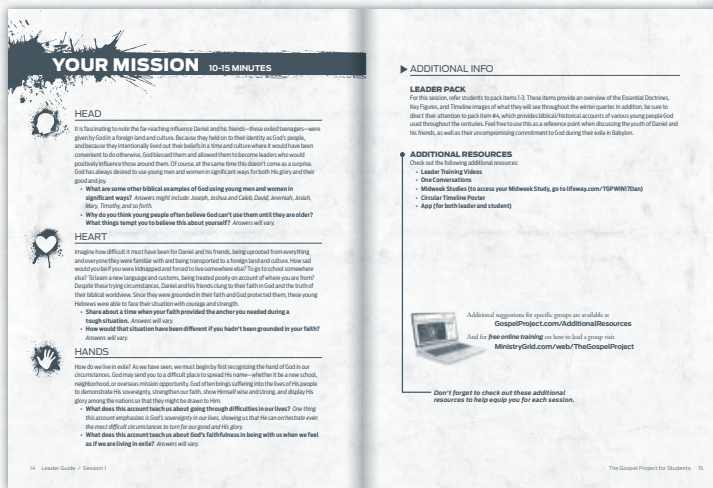 YOUR MISSION 10-15 MINUTES
HEAD
It is fascinating to note the far-reaching influence Daniel and his friends—these exiled teenagers—were
given by God in a foreign land and culture. Because they held on to their identity as God's people,
and because they intentionally lived out their beliefs in a time and culture where it would have been
convenient to do otherwise, God blessed them and allowed them to become leaders who would
positively influence those around them. Of course, at the same time this doesn't come as a surprise.
God has always desired to use young men and women in significant ways for both His glory and their
good and joy.
• What are some other biblical examples of God using young men and women in
significant ways? Answers might include: Joseph, Joshua and Caleb, David, Jeremiah, Josiah,
Mary, Timothy, and so forth.
• Why do you think young people often believe God can't use them until they are older?
What things tempt you to believe this about yourself? Answers will vary.
HEART
Imagine how difficult it must have been for Daniel and his friends, being uprooted from everything
and everyone they were familiar with and being transported to a foreign land and culture. How sad
would you be if you were kidnapped and forced to live somewhere else? To go to school somewhere
else? To learn a new language and customs, being treated poorly on account of where you are from?
Despite these trying circumstances, Daniel and his friends clung to their faith in God and the truth of
their biblical worldview. Since they were grounded in their faith and God protected them, these young
Hebrews were able to face their situation with courage and strength.
• Share about a time when your faith provided the anchor you needed during a
tough situation. Answers will vary.
• How would that situation have been different if you hadn't been grounded in your faith?
Answers will vary.
HANDS
How do we live in exile? As we have seen, we must begin by first recognizing the hand of God in our
circumstances. God may send you to a difficult place to spread His name—whether it be a new school,
neighborhood, or overseas mission opportunity. God often brings suffering into the lives of His people
to demonstrate His sovereignty, strengthen our faith, show Himself wise and strong, and display His
glory among the nations so that they might be drawn to Him.
• What does this account teach us about going through difficulties in our lives? One thing
this account emphasizes is God's sovereignty in our lives, showing us that He can orchestrate even
the most difficult circumstances to turn for our good and His glory.
• What does this account teach us about God's faithfulness in being with us when we feel
as if we are living in exile? Answers will vary.
14 Leader Guide / Session 1
ADDITIONAL INFO
LEADER PACK
For this session, refer students to pack items 1-3. These items provide an overview of the Essential Doctrines,
Key Figures, and Timeline images of what they will see throughout the winter quarter. In addition, be sure to
direct their attention to pack item #4, which provides biblical/historical accounts of various young people God
used throughout the centuries. Feel free to use this as a reference point when discussing the youth of Daniel and
his friends, as well as their uncompromising commitment to God during their exile in Babylon.
ADDITIONAL RESOURCES
Check out the following additional resources:
• Leader Training Videos
• One Conversations
• Midweek Studies (to access your Midweek Study, go to lifeway.com/TGPWIN17Dan)
• Circular Timeline Poster
• App (for both leader and student)
Additional suggestions for specific groups are available at
GospelProject.com/AdditionalResources
And for free online training on how to lead a group visit
MinistryGrid.com/web/TheGospelProject
Don't forget to check out these additional
resources to help equip you for each session.
The Gospel Project for Students 15